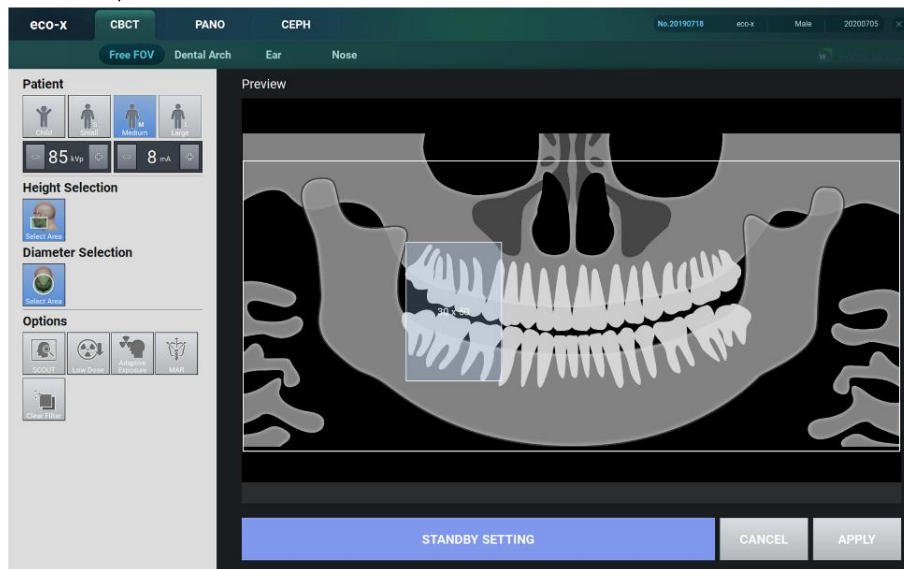 eco-x CBCT PANO CEPH No.20190718 eco-x Male 20200705
Free FOV Dental Arch Ear Nose
Patient
Preview
Child Small Medium M Large
85 kVp 8 mA
Height Selection
Select Area
Diameter Selection
Select Area
Options
SCOUT Low Dose Adaptive Exposure MAR
Clear Filter
STANDBY SETTING CANCEL APPLY